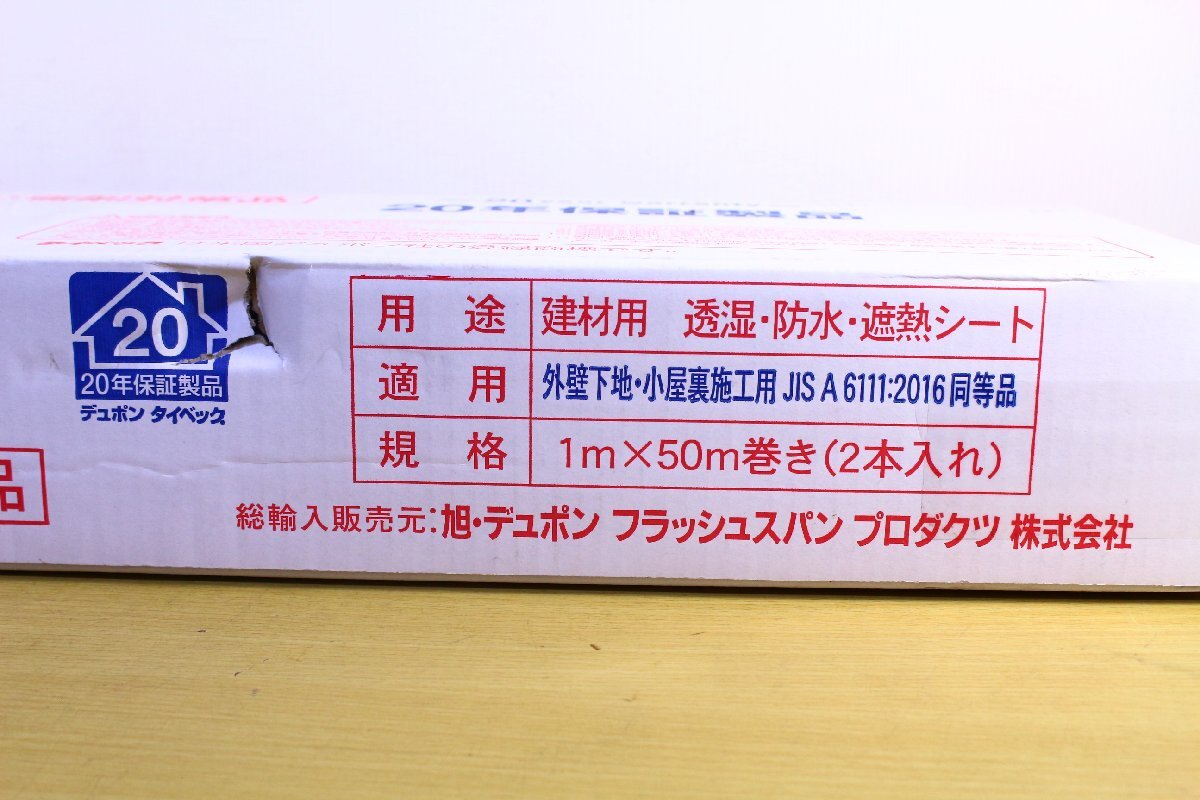 20
20年保証製品
デュポン タイベック
品
用途 建材用 透湿・防水・遮熱シート
適用 外壁下地・小屋裏施工用 JIS A 6111:2016 同等品
規格 1m×50m巻き(2本入れ)
総輸入販売元:旭・デュポン フラッシュスパン プロダクツ 株式会社